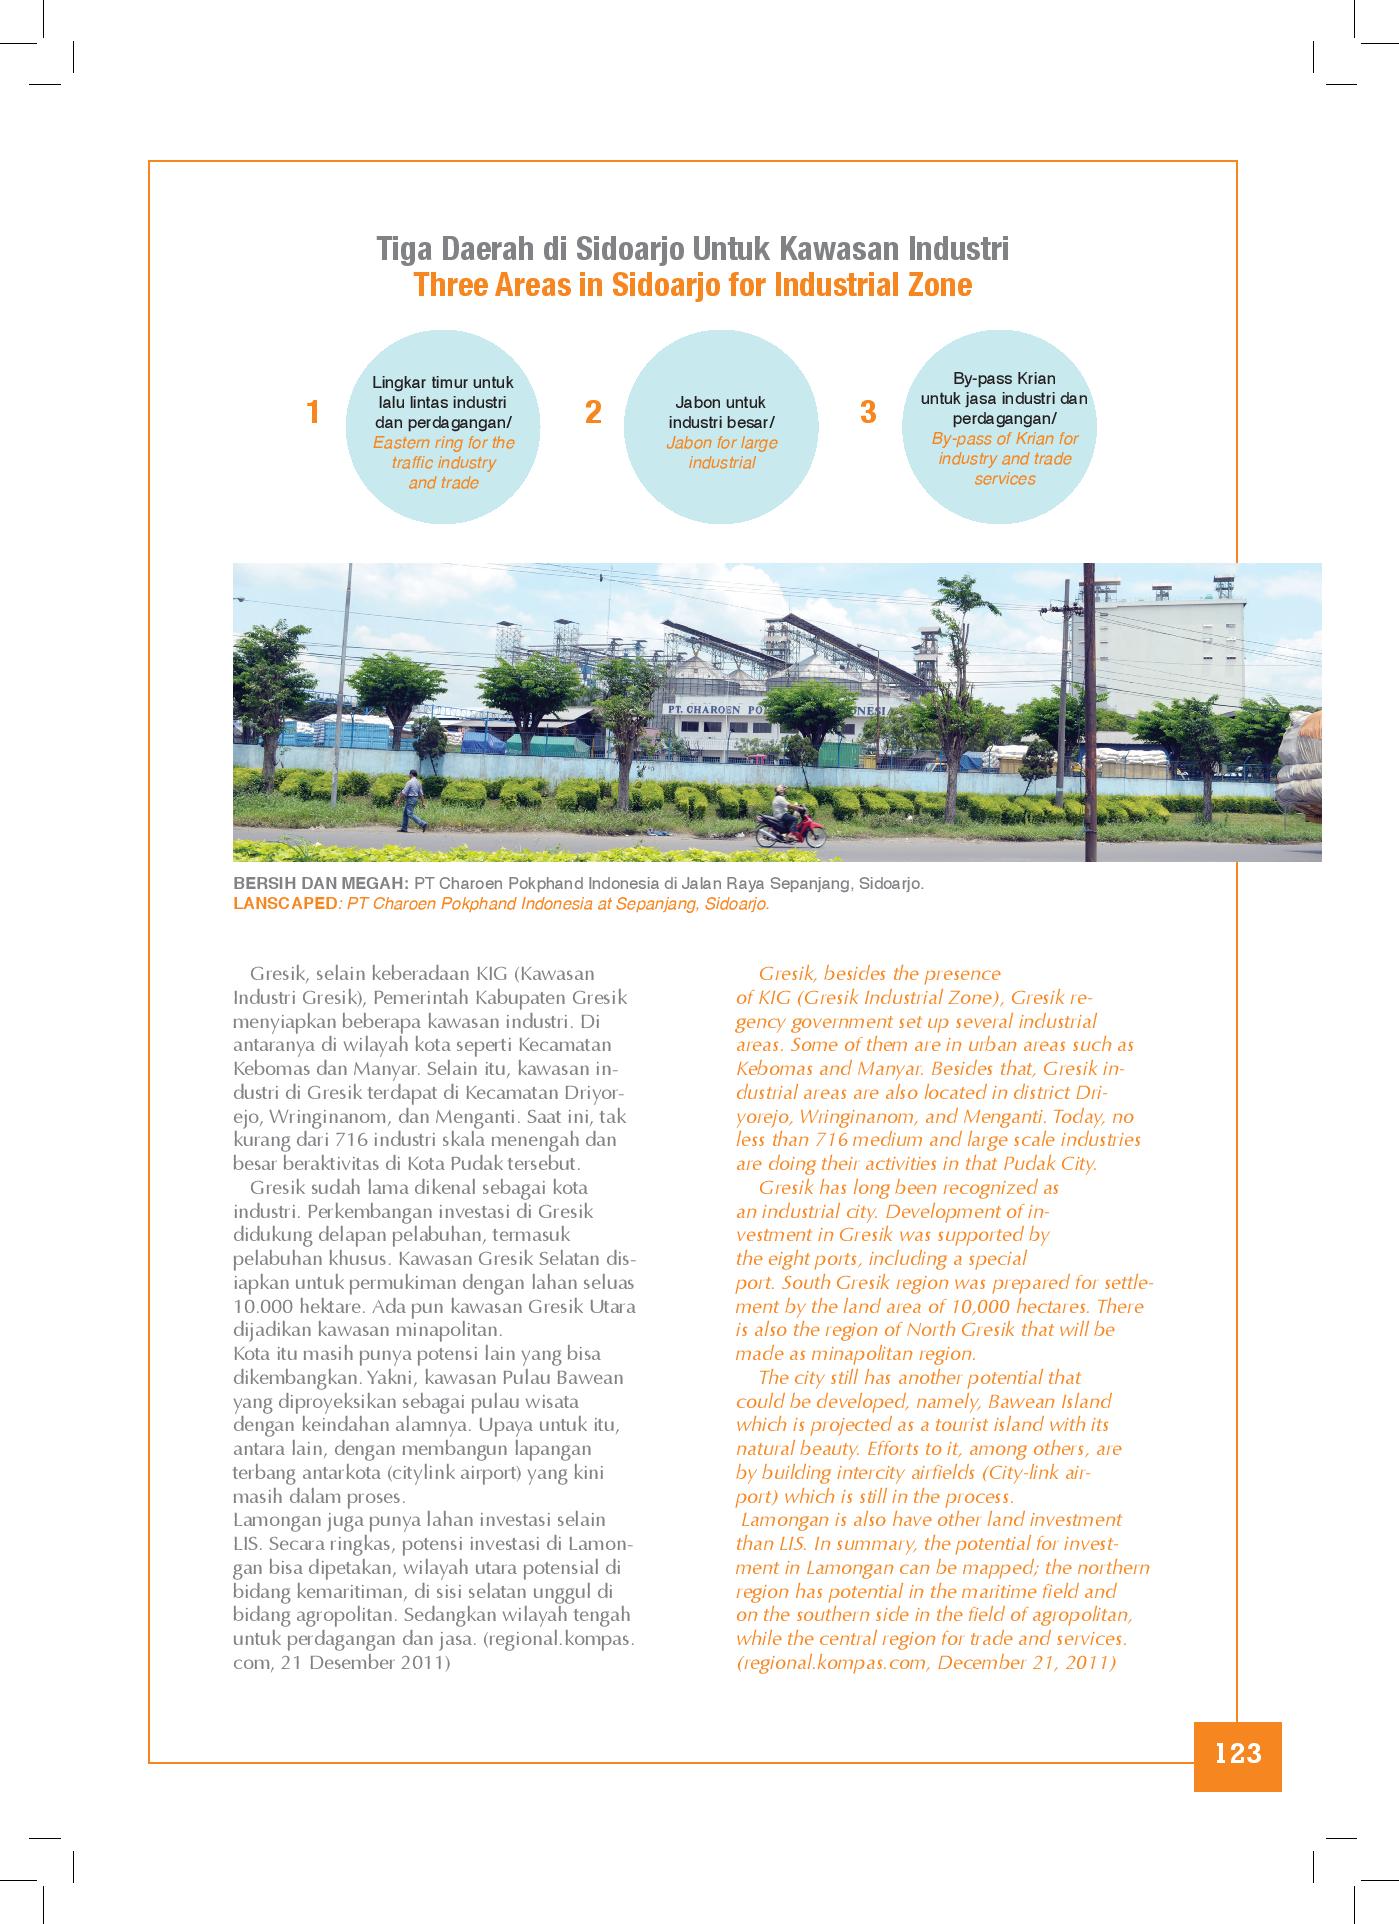 Tiga Daerah di Sidoarjo Untuk Kawasan Industri
Three Areas in Sidoarjo for Industrial Zone
1
Lingkar timur untuk
lalu lintas industri
dan perdagangan/
Eastern ring for the
traffic industry
and trade
2
Jabon untuk
industri besar/
Jabon for large
industrial
3
By-pass Krian
untuk jasa industri dan
perdagangan/
By-pass of Krian for
industry and trade
services
PT. CHAROEN PO NESIA
BERSIH DAN MEGAH: PT Charoen Pokphand Indonesia di Jalan Raya Sepanjang, Sidoarjo.
LANSCAPED: PT Charoen Pokphand Indonesia at Sepanjang, Sidoarjo.
Gresik, selain keberadaan KIG (Kawasan
Industri Gresik), Pemerintah Kabupaten Gresik
menyiapkan beberapa kawasan industri. Di
antaranya di wilayah kota seperti Kecamatan
Kebomas dan Manyar. Selain itu, kawasan in-
dustri di Gresik terdapat di Kecamatan Driyor-
ejo, Wringinanom, dan Menganti. Saat ini, tak
kurang dari 716 industri skala menengah dan
besar beraktivitas di Kota Pudak tersebut.
Gresik sudah lama dikenal sebagai kota
industri. Perkembangan investasi di Gresik
didukung delapan pelabuhan, termasuk
pelabuhan khusus. Kawasan Gresik Selatan dis-
iapkan untuk permukiman dengan lahan seluas
10.000 hektare. Ada pun kawasan Gresik Utara
dijadikan kawasan minapolitan.
Kota itu masih punya potensi lain yang bisa
dikembangkan. Yakni, kawasan Pulau Bawean
yang diproyeksikan sebagai pulau wisata
dengan keindahan alamnya. Upaya untuk itu,
antara lain, dengan membangun lapangan
terbang antarkota (citylink airport) yang kini
masih dalam proses.
Lamongan juga punya lahan investasi selain
LIS. Secara ringkas, potensi investasi di Lamon-
gan bisa dipetakan, wilayah utara potensial di
bidang kemaritiman, di sisi selatan unggul di
bidang agropolitan. Sedangkan wilayah tengah
untuk perdagangan dan jasa. (regional.kompas.
com, 21 Desember 2011)
Gresik, besides the presence
of KIG (Gresik Industrial Zone), Gresik re-
gency government set up several industrial
areas. Some of them are in urban areas such as
Kebomas and Manyar. Besides that, Gresik in-
dustrial areas are also located in district Dri-
yorejo, Wringinanom, and Menganti. Today, no
less than 716 medium and large scale industries
are doing their activities in that Pudak City.
Gresik has long been recognized as
an industrial city. Development of in-
vestment in Gresik was supported by
the eight ports, including a special
port. South Gresik region was prepared for settle-
ment by the land area of 10,000 hectares. There
is also the region of North Gresik that will be
made as minapolitan region.
The city still has another potential that
could be developed, namely, Bawean Island
which is projected as a tourist island with its
natural beauty. Efforts to it, among others, are
by building intercity airfields (City-link air-
port) which is still in the process.
Lamongan is also have other land investment
than LIS. In summary, the potential for invest-
ment in Lamongan can be mapped; the northern
region has potential in the maritime field and
on the southern side in the field of agropolitan,
while the central region for trade and services.
(regional.kompas.com, December 21, 2011)
123